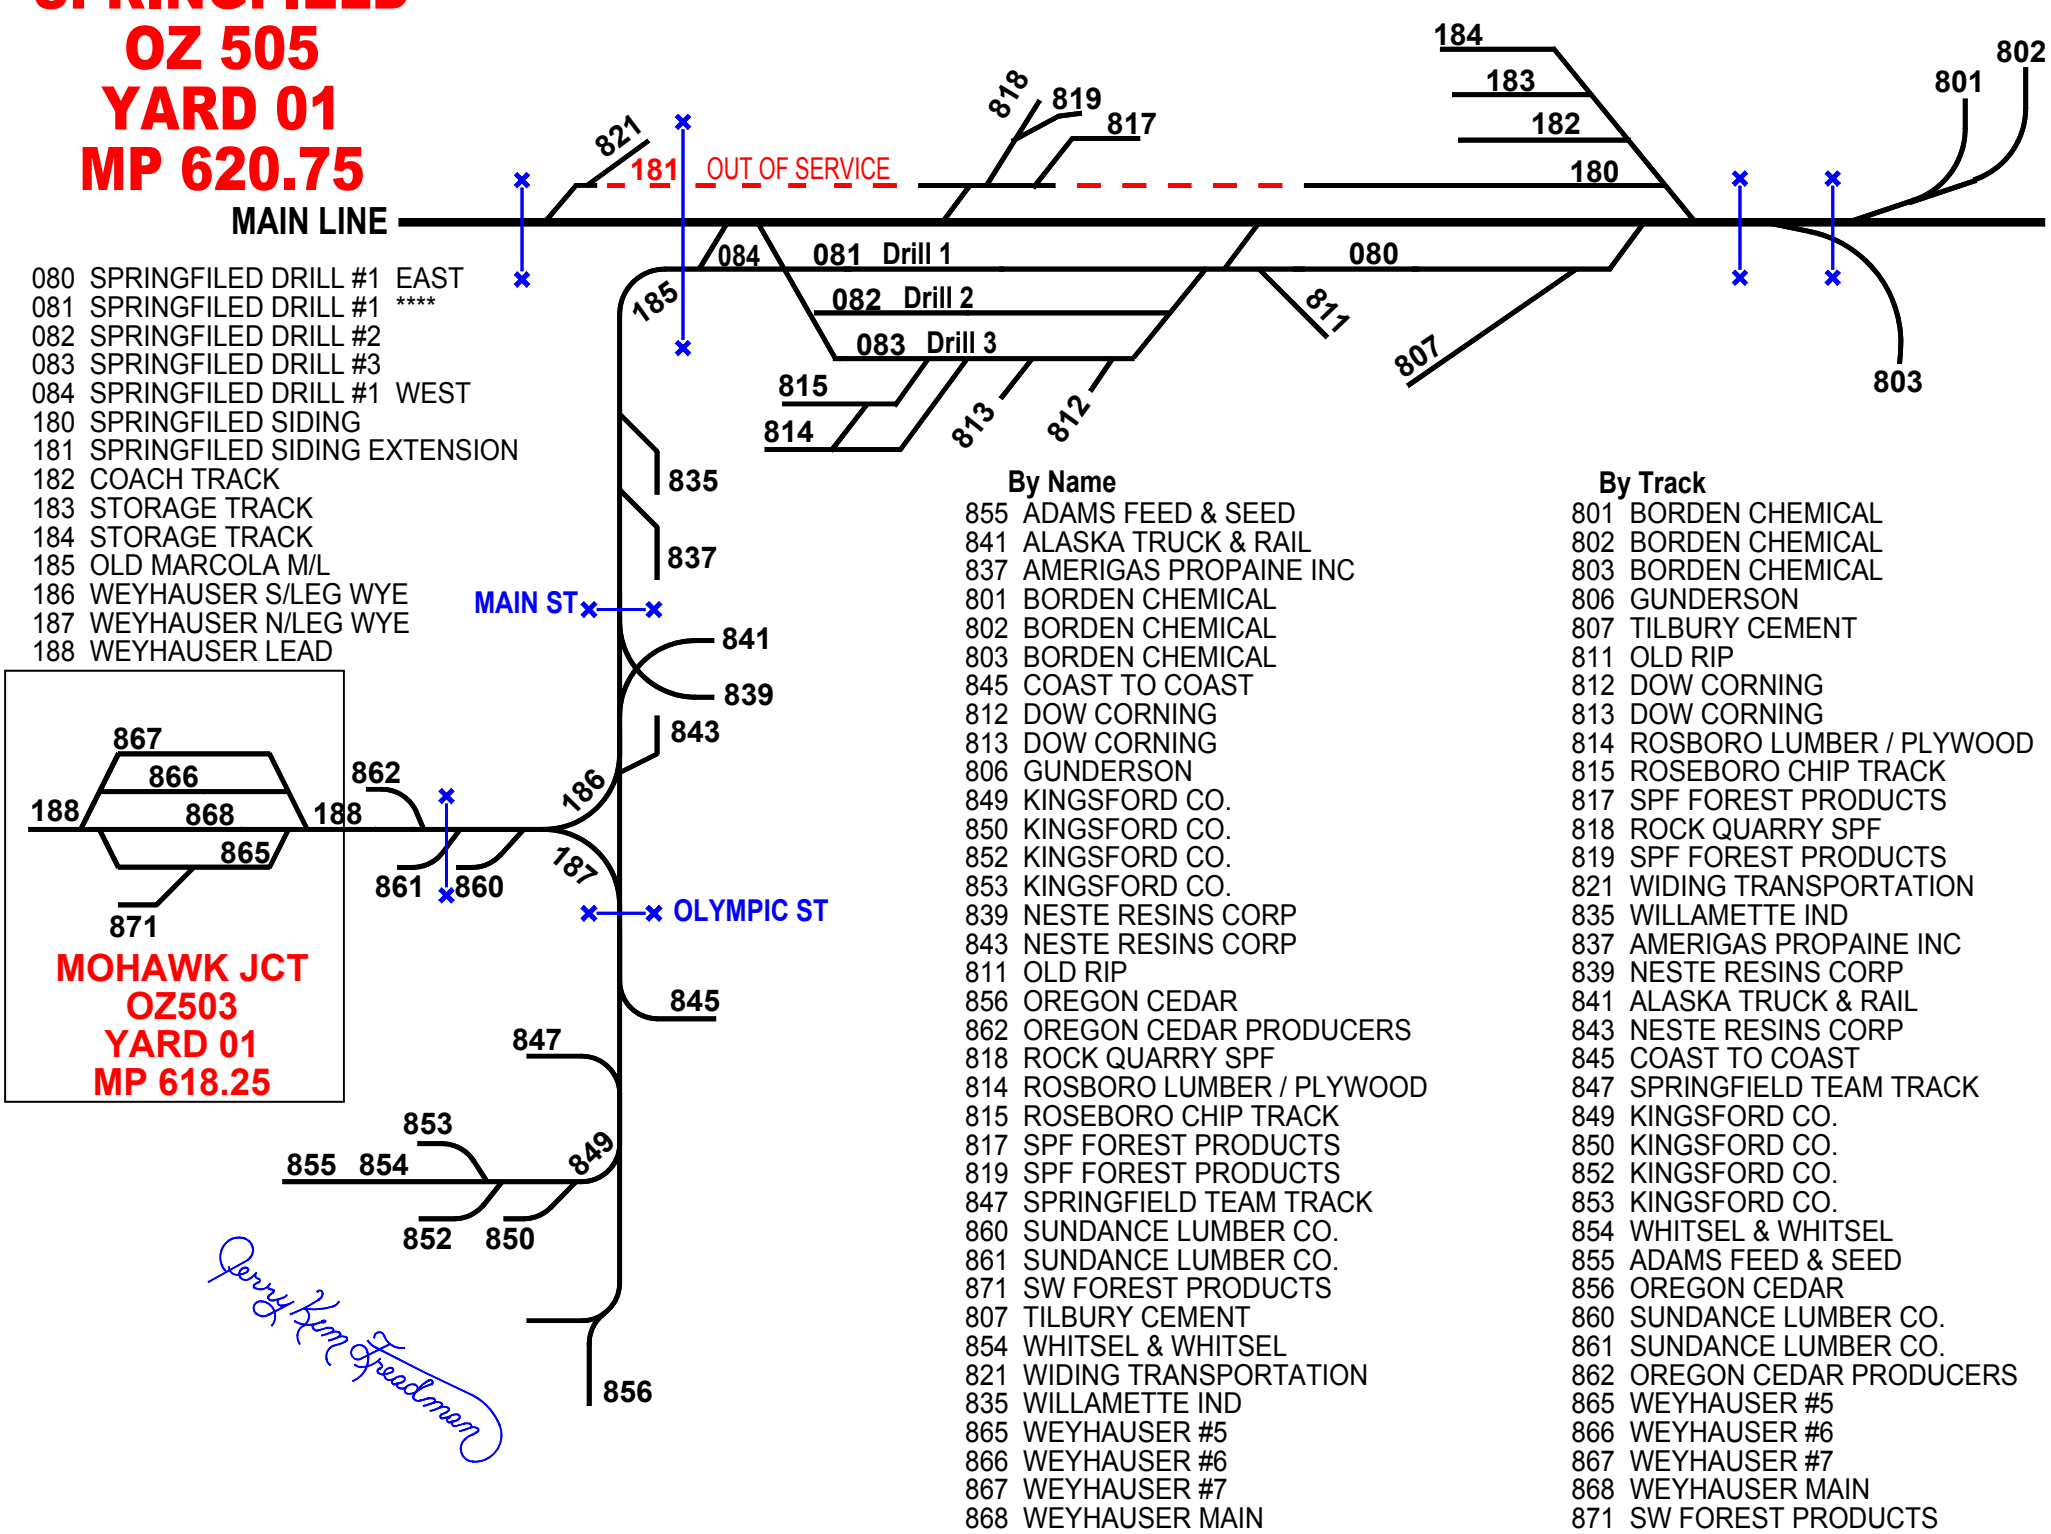 SPRINGFIELD
OZ 505
YARD 01
MP 620.75
MAIN LINE
080 SPRINGFILED DRILL #1 EAST
081 SPRINGFILED DRILL #1 ****
082 SPRINGFILED DRILL #2
083 SPRINGFILED DRILL #3
084 SPRINGFILED DRILL #1 WEST
180 SPRINGFILED SIDING
181 SPRINGFILED SIDING EXTENSION
182 COACH TRACK
183 STORAGE TRACK
184 STORAGE TRACK
185 OLD MARCOLA M/L
186 WEYHAUSER S/LEG WYE
187 WEYHAUSER N/LEG WYE
188 WEYHAUSER LEAD
821
181 OUT OF SERVICE
818
819
817
184
183
182
180
801
802
803
084
081 Drill 1
080
082 Drill 2
083 Drill 3
185
815
814
813
812
811
807
835
837
MAIN ST
841
839
843
186
187
OLYMPIC ST
845
847
849
853
855 854
852 850
856
867
866
188 868 188
865
871
862
861 860
MOHAWK JCT
OZ503
YARD 01
MP 618.25
Jerry Kim Freadman
By Name
855 ADAMS FEED & SEED
841 ALASKA TRUCK & RAIL
837 AMERIGAS PROPAINE INC
801 BORDEN CHEMICAL
802 BORDEN CHEMICAL
803 BORDEN CHEMICAL
845 COAST TO COAST
812 DOW CORNING
813 DOW CORNING
806 GUNDERSON
849 KINGSFORD CO.
850 KINGSFORD CO.
852 KINGSFORD CO.
853 KINGSFORD CO.
839 NESTE RESINS CORP
843 NESTE RESINS CORP
811 OLD RIP
856 OREGON CEDAR
862 OREGON CEDAR PRODUCERS
818 ROCK QUARRY SPF
814 ROSBORO LUMBER / PLYWOOD
815 ROSEBORO CHIP TRACK
817 SPF FOREST PRODUCTS
819 SPF FOREST PRODUCTS
847 SPRINGFIELD TEAM TRACK
860 SUNDANCE LUMBER CO.
861 SUNDANCE LUMBER CO.
871 SW FOREST PRODUCTS
807 TILBURY CEMENT
854 WHITSEL & WHITSEL
821 WIDING TRANSPORTATION
835 WILLAMETTE IND
865 WEYHAUSER #5
866 WEYHAUSER #6
867 WEYHAUSER #7
868 WEYHAUSER MAIN
By Track
801 BORDEN CHEMICAL
802 BORDEN CHEMICAL
803 BORDEN CHEMICAL
806 GUNDERSON
807 TILBURY CEMENT
811 OLD RIP
812 DOW CORNING
813 DOW CORNING
814 ROSBORO LUMBER / PLYWOOD
815 ROSEBORO CHIP TRACK
817 SPF FOREST PRODUCTS
818 ROCK QUARRY SPF
819 SPF FOREST PRODUCTS
821 WIDING TRANSPORTATION
835 WILLAMETTE IND
837 AMERIGAS PROPAINE INC
839 NESTE RESINS CORP
841 ALASKA TRUCK & RAIL
843 NESTE RESINS CORP
845 COAST TO COAST
847 SPRINGFIELD TEAM TRACK
849 KINGSFORD CO.
850 KINGSFORD CO.
852 KINGSFORD CO.
853 KINGSFORD CO.
854 WHITSEL & WHITSEL
855 ADAMS FEED & SEED
856 OREGON CEDAR
860 SUNDANCE LUMBER CO.
861 SUNDANCE LUMBER CO.
862 OREGON CEDAR PRODUCERS
865 WEYHAUSER #5
866 WEYHAUSER #6
867 WEYHAUSER #7
868 WEYHAUSER MAIN
871 SW FOREST PRODUCTS